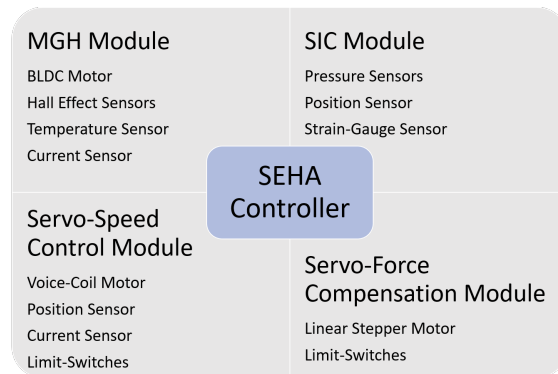 MGH Module
BLDC Motor
Hall Effect Sensors
Temperature Sensor
Current Sensor
SIC Module
Pressure Sensors
Position Sensor
Strain-Gauge Sensor
SEHA
Controller
Servo-Speed
Control Module
Voice-Coil Motor
Position Sensor
Current Sensor
Limit-Switches
Servo-Force
Compensation Module
Linear Stepper Motor
Limit-Switches